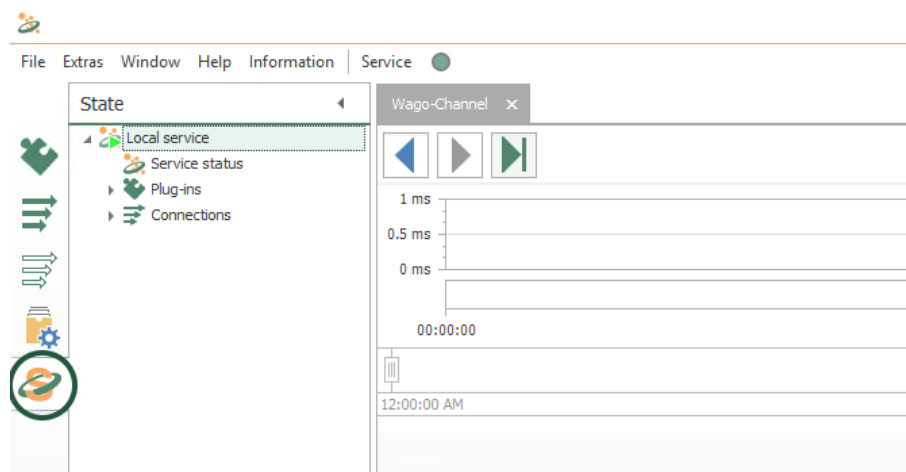 File Extras Window Help Information Service
State
Wago-Channel
Local service
Service status
Plug-ins
Connections
1 ms
0.5 ms
0 ms
00:00:00
12:00:00 AM